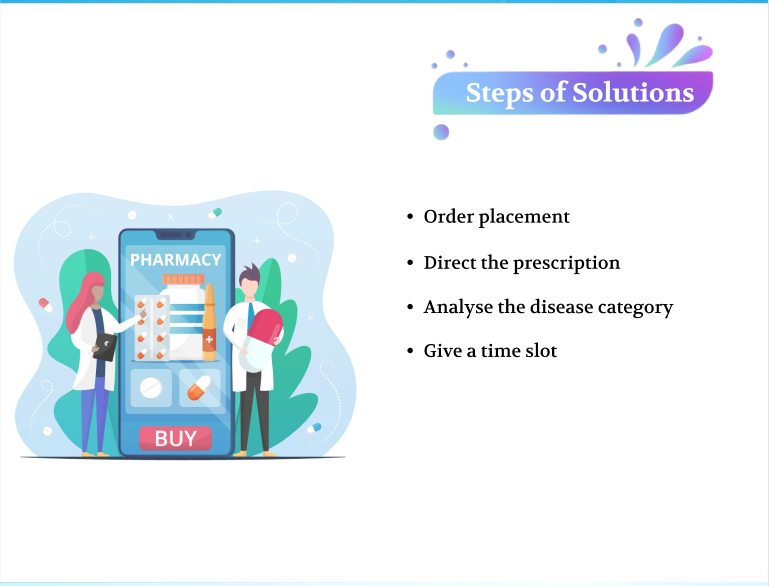 Steps of Solutions
• Order placement
• Direct the prescription
• Analyse the disease category
• Give a time slot
PHARMACY
BUY